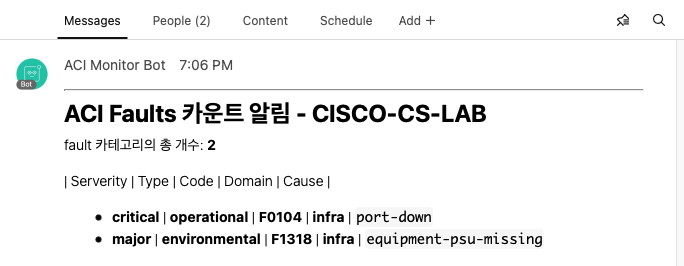 Messages People (2) Content Schedule Add +
ACI Monitor Bot 7:06 PM
Bot
ACI Faults 카운트 알림 - CISCO-CS-LAB
fault 카테고리의 총 개수: 2
| Serverity | Type | Code | Domain | Cause |
• critical | operational | F0104 | infra | port-down
• major | environmental | F1318 | infra | equipment-psu-missing